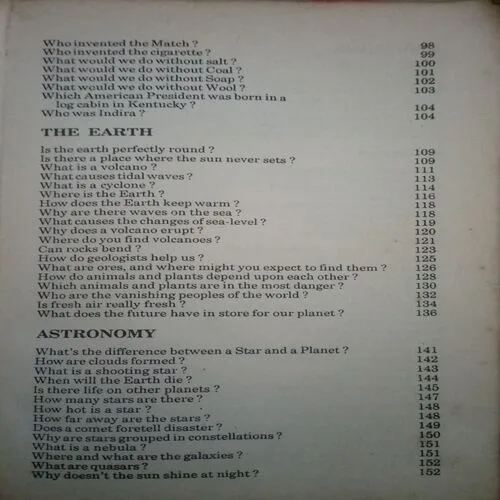 Who invented the Match ? 98
Who invented the cigarette ? 99
What would we do without salt ? 100
What would we do without Coal ? 101
What would we do without Soap ? 102
What would we do without Wool ? 103
Which American President was born in a
log cabin in Kentucky ? 104
Who was Indira ? 104
THE EARTH
Is the earth perfectly round ? 109
Is there a place where the sun never sets ? 109
What is a volcano ? 111
What causes tidal waves ? 113
What is a cyclone ? 114
Where is the Earth ? 116
How does the Earth keep warm ? 118
Why are there waves on the sea ? 118
What causes the changes of sea-level ? 119
Why does a volcano erupt ? 120
Where do you find volcanoes ? 121
Can rocks bend ? 123
How do geologists help us ? 125
What are ores, and where might you expect to find them ? 126
How do animals and plants depend upon each other ? 128
Which animals and plants are in the most danger ? 130
Who are the vanishing peoples of the world ? 132
Is fresh air really fresh ? 134
What does the future have in store for our planet ? 136
ASTRONOMY
What's the difference between a Star and a Planet ? 141
How are clouds formed ? 142
What is a shooting star ? 143
When will the Earth die ? 144
Is there life on other planets ? 145
How many stars are there ? 147
How hot is a star ? 148
How far away are the stars ? 148
Does a comet foretell disaster ? 149
Why are stars grouped in constellations ? 150
What is a nebula ? 151
Where and what are the galaxies ? 151
What are quasars ? 152
Why doesn't the sun shine at night ? 152